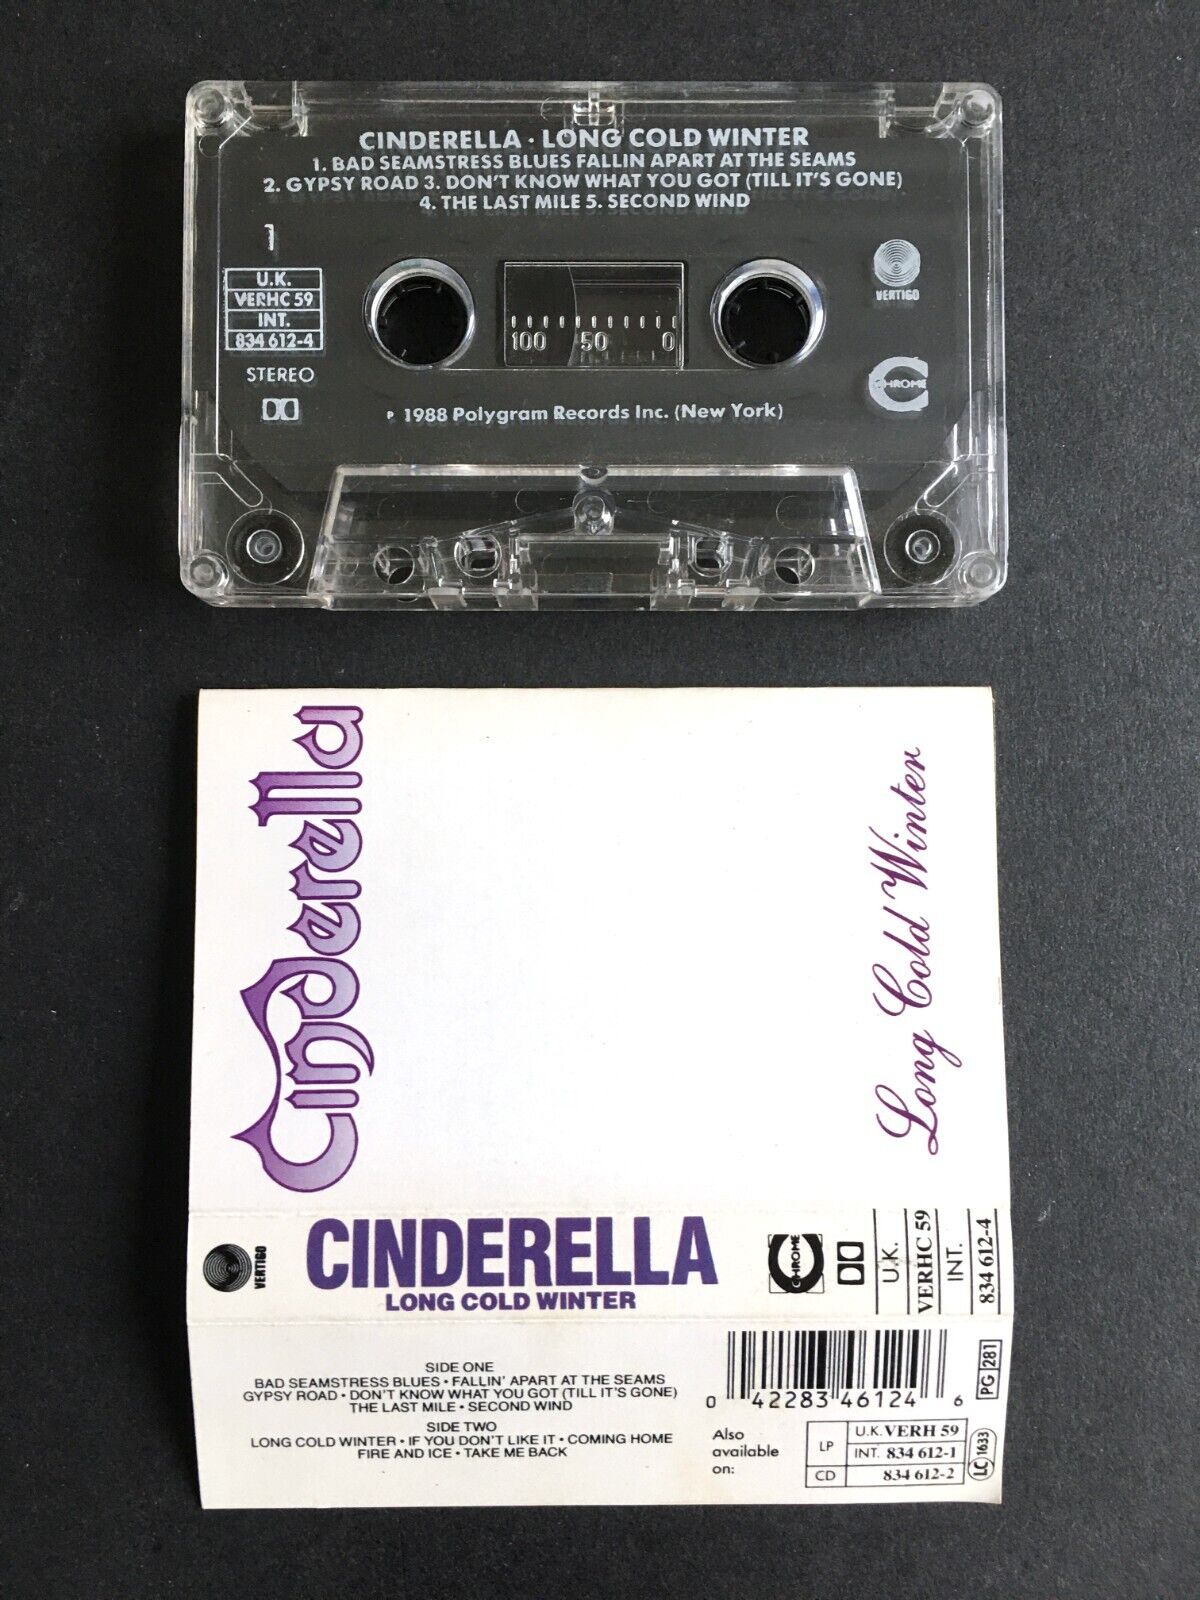 CINDERELLA · LONG COLD WINTER
1. BAD SEAMSTRESS BLUES FALLIN APART AT THE SEAMS
2. GYPSY ROAD 3. DON'T KNOW WHAT YOU GOT (TILL IT'S GONE)
4. THE LAST MILE 5. SECOND WIND
1
U.K.
VERHC 59
INT.
834 612-4
STEREO
100 50 0
VERTIGO
CHROME
P 1988 Polygram Records Inc. (New York)
Cinderella
Long Cold Winter
VERTIGO
CINDERELLA
LONG COLD WINTER
CHROME
U.K.
VERHC 59
INT.
834 612-4
SIDE ONE
BAD SEAMSTRESS BLUES • FALLIN' APART AT THE SEAMS
GYPSY ROAD • DON'T KNOW WHAT YOU GOT (TILL IT'S GONE)
THE LAST MILE • SECOND WIND
SIDE TWO
LONG COLD WINTER • IF YOU DON'T LIKE IT • COMING HOME
FIRE AND ICE • TAKE ME BACK
0 42283 46124 6
PG 281
Also
available
on:
LP U.K. VERH 59
INT. 834 612-1
CD 834 612-2
LC 1633